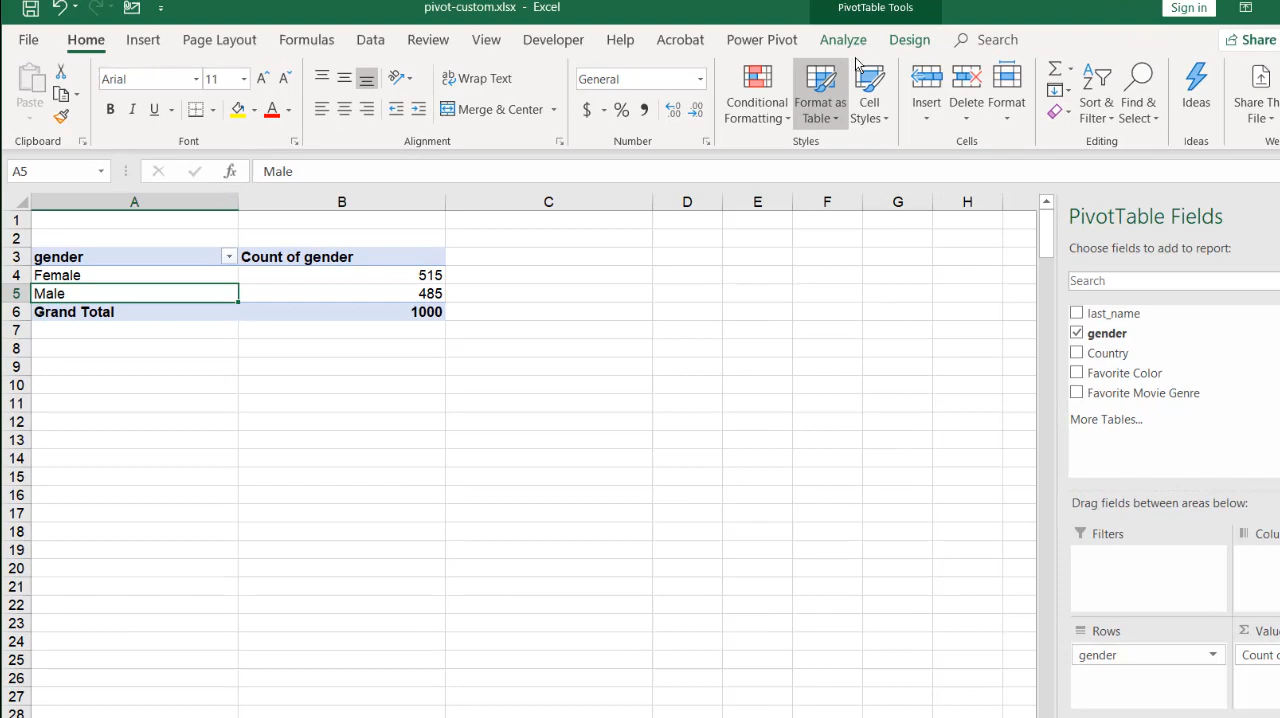 pivot-custom.xlsx - Excel
PivotTable Tools
Sign in
File Home Insert Page Layout Formulas Data Review View Developer Help Acrobat Power Pivot Analyze Design Search Share
Paste
Arial 11
Wrap Text
General
Conditional Formatting
Format as Table
Cell Styles
Insert Delete Format
Sort & Filter
Find & Select
Ideas
Share Th
File
B I U
Merge & Center
$ % ,
Clipboard Font Alignment Number Styles Cells Editing Ideas We
A5 fx Male
A B C D E F G H
1
2
3 gender Count of gender
4 Female 515
5 Male 485
6 Grand Total 1000
7
8
9
10
11
12
13
14
15
16
17
18
19
20
21
22
23
24
25
26
27
28
PivotTable Fields
Choose fields to add to report:
Search
last_name
gender
Country
Favorite Color
Favorite Movie Genre
More Tables...
Drag fields between areas below:
Filters Colu
Rows Σ Value
gender Count o